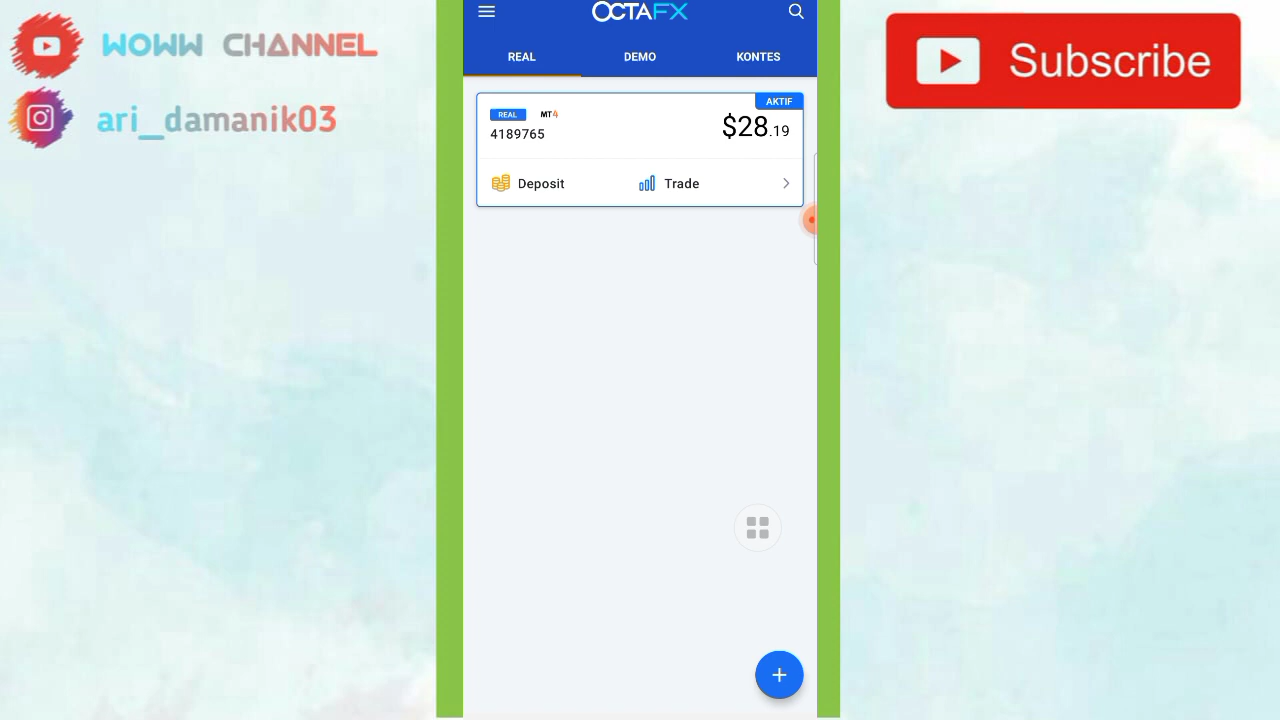 WOWW CHANNEL
ari_damanik03
OCTAFX
REAL
DEMO
KONTES
AKTIF
REAL MT4
4189765
$28.19
Deposit
Trade
Subscribe